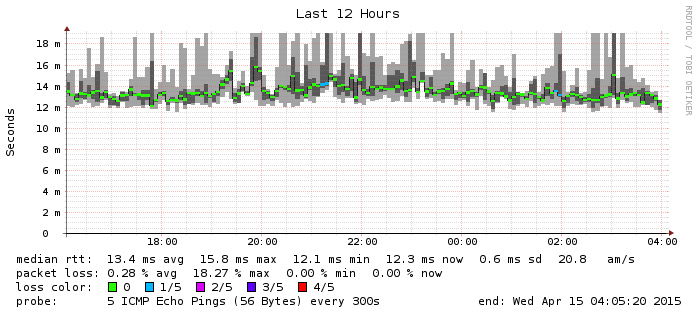 Last 12 Hours
RRDTOOL / TOBI OETIKER
Seconds
18 m
16 m
14 m
12 m
10 m
8 m
6 m
4 m
2 m
0
18:00 20:00 22:00 00:00 02:00 04:00
median rtt: 13.4 ms avg 15.8 ms max 12.1 ms min 12.3 ms now 0.6 ms sd 20.8 am/s
packet loss: 0.28 % avg 18.27 % max 0.00 % min 0.00 % now
loss color: 0 1/5 2/5 3/5 4/5
probe: 5 ICMP Echo Pings (56 Bytes) every 300s end: Wed Apr 15 04:05:20 2015